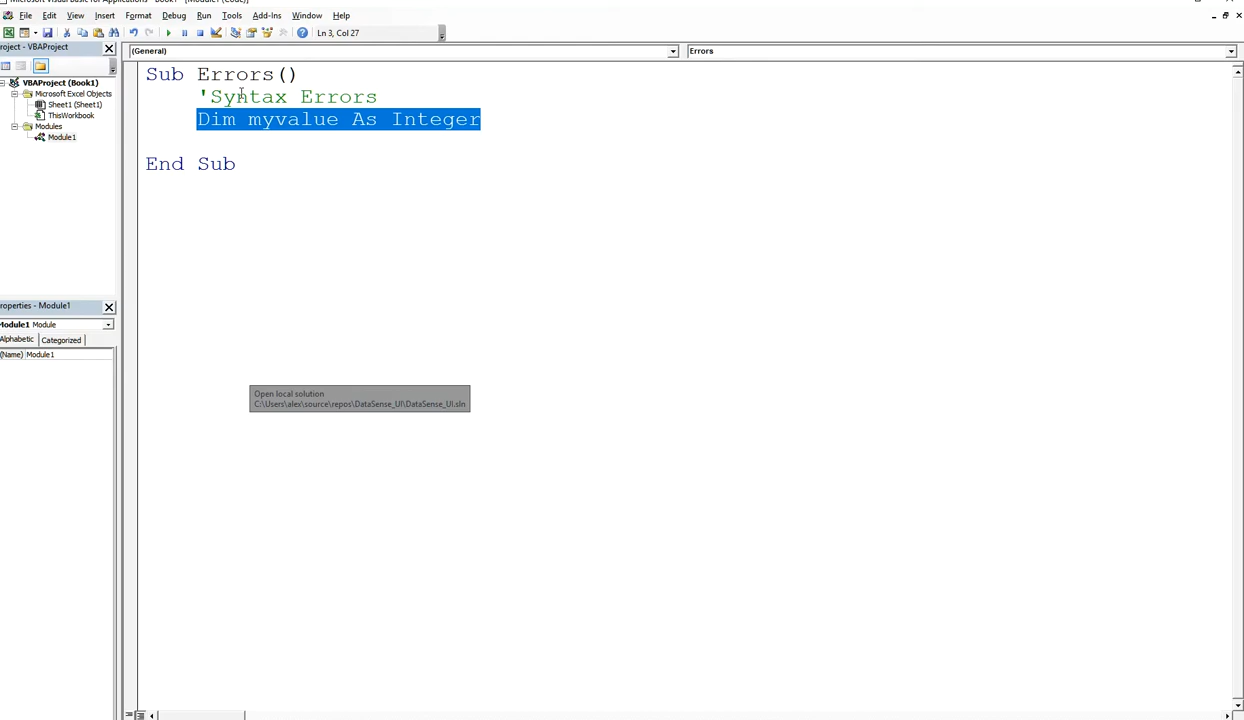 Microsoft Visual Basic for Applications - Book1 - [Module1 (Code)]
File Edit View Insert Format Debug Run Tools Add-Ins Window Help
Ln 3, Col 27
roject - VBAProject
(General) Errors
VBAProject (Book1)
Microsoft Excel Objects
Sheet1 (Sheet1)
ThisWorkbook
Modules
Module1
Sub Errors()
'Syntax Errors
Dim myvalue As Integer
End Sub
roperties - Module1
Module1 Module
Alphabetic Categorized
(Name) Module1
Open local solution
C:\Users\alex\source\repos\DataSense_UI\DataSense_UI.sln